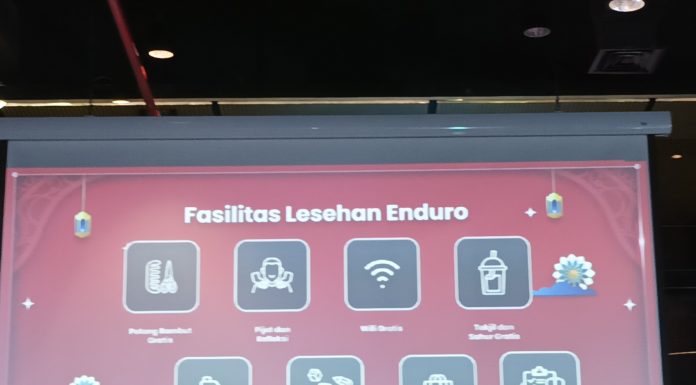 Fasilitas Lesehan Enduro
Potong Rambut
Gratis
Pijat dan
Refleksi
Wifi Gratis
Takjil dan
Sahur Gratis